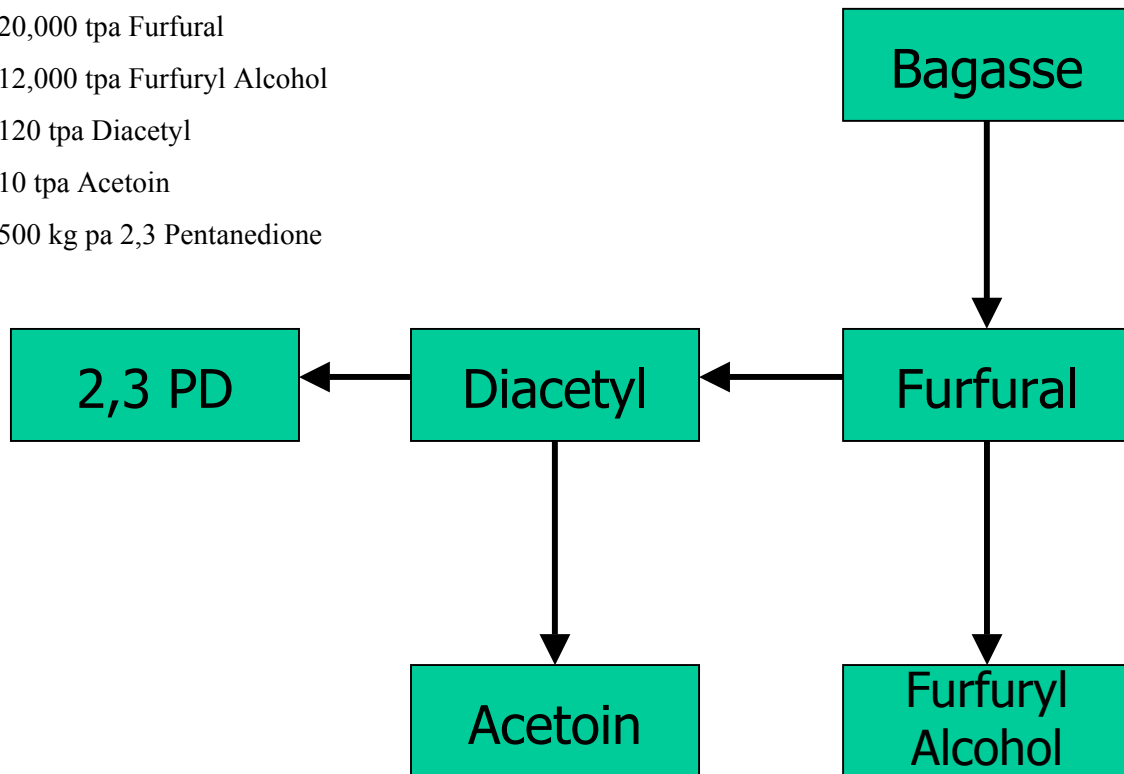 20,000 tpa Furfural
12,000 tpa Furfuryl Alcohol
120 tpa Diacetyl
10 tpa Acetoin
500 kg pa 2,3 Pentanedione
Bagasse
2,3 PD
Diacetyl
Furfural
Acetoin
Furfuryl
Alcohol